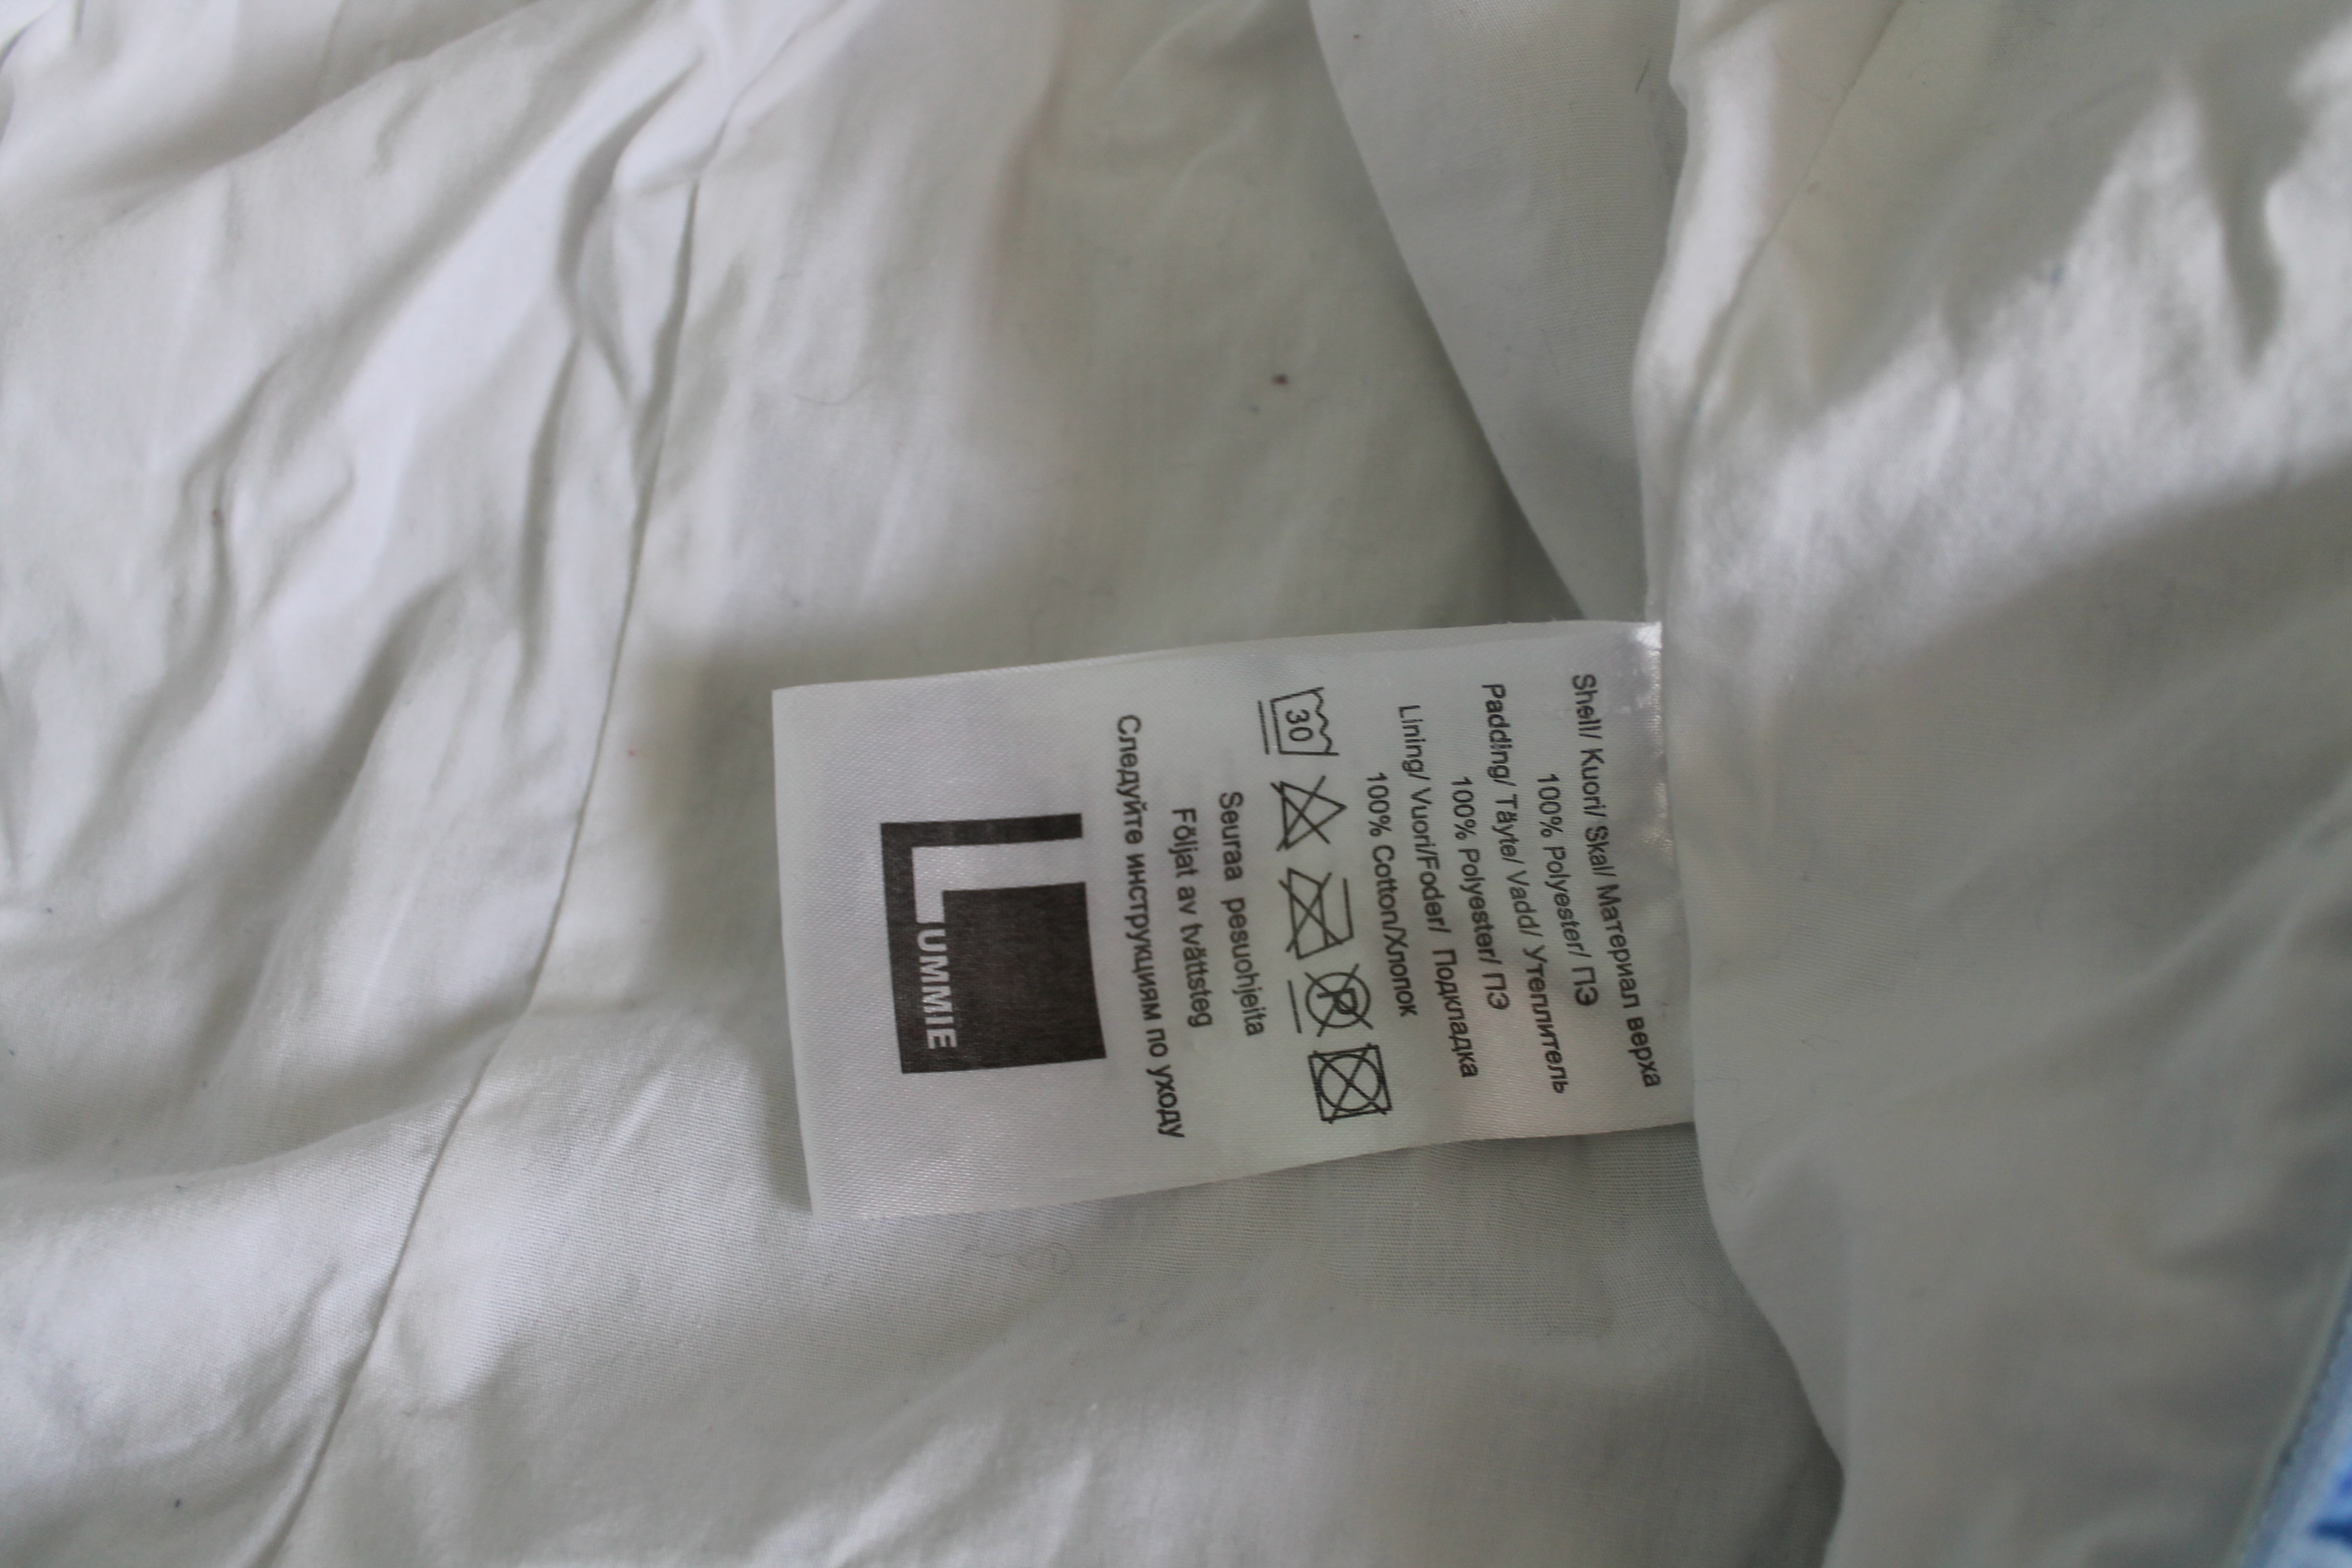 Shell/ Kuori/ Skal/ Материал верха
100% Polyester/ ПЭ
Padding/ Täyte/ Vadd/ Утеплитель
100% Polyester/ ПЭ
Lining/ Vuori/Foder/ Подкладка
100% Cotton/Хлопок
30 P
Seuraa pesuohjeita
Följat av tvättsteg
Следуйте инструкциям по уходу
LUMMIE